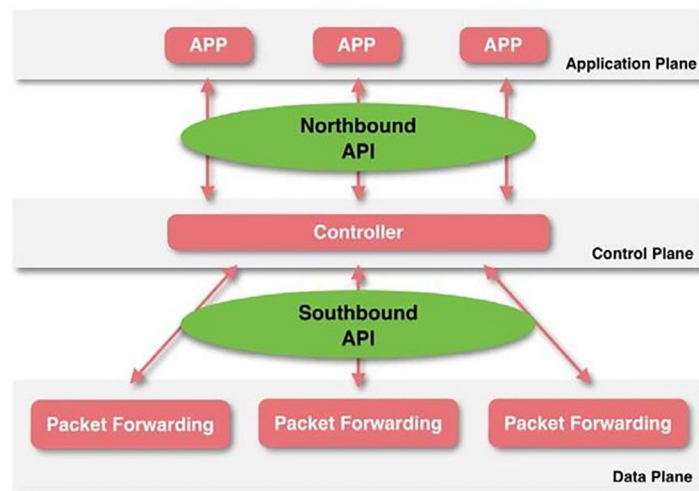 APP APP APP
Application Plane
Northbound
API
Controller
Control Plane
Southbound
API
Packet Forwarding Packet Forwarding Packet Forwarding
Data Plane